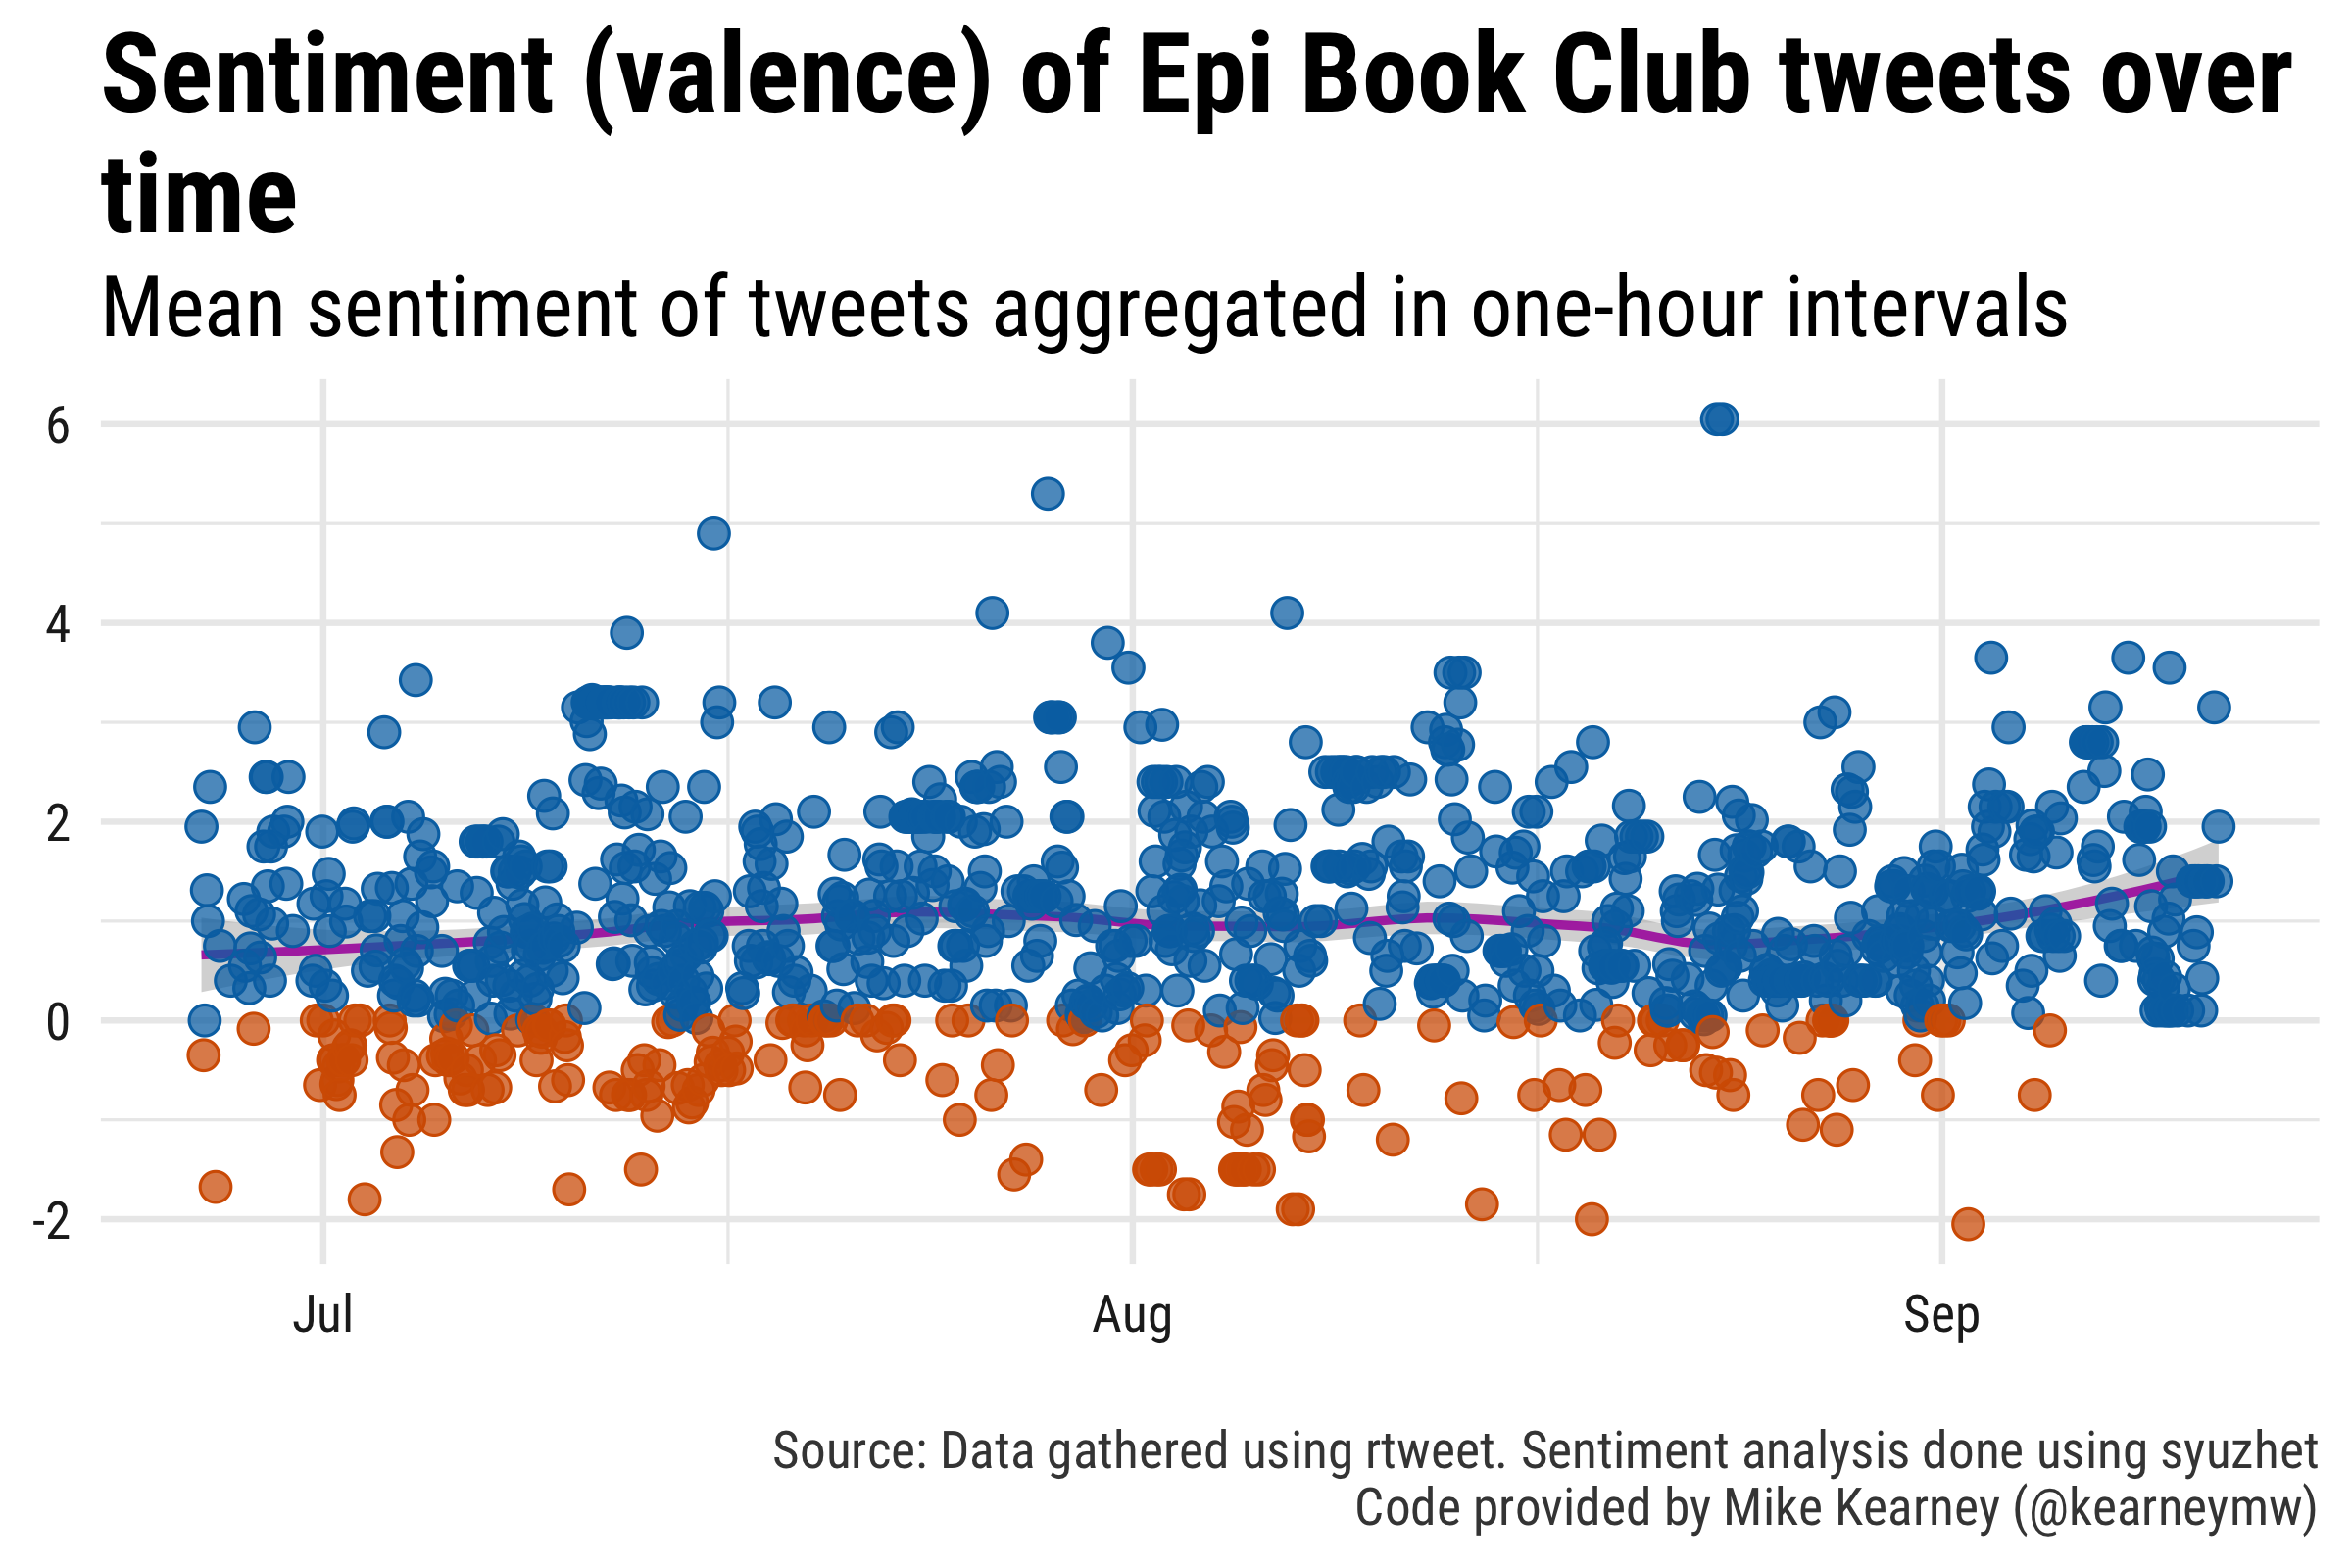 Sentiment (valence) of Epi Book Club tweets over
time
Mean sentiment of tweets aggregated in one-hour intervals
6
4
2
0
-2
Jul Aug Sep
Source: Data gathered using rtweet. Sentiment analysis done using syuzhet
Code provided by Mike Kearney (@kearneymw)